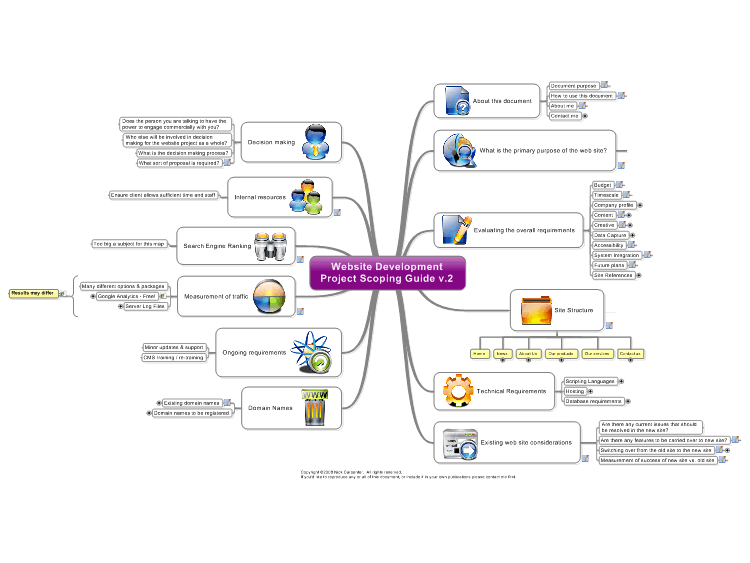 Website Development
Project Scoping Guide v.2
About this document
Document purpose
How to use this document
About me
Contact me
What is the primary purpose of the web site?
Evaluating the overall requirements
Budget
Timescale
Company profile
Content
Creative
Data Capture
Accessibility
System Integration
Future plans
Site References
Site Structure
Home
News
About Us
Our products
Our services
Contact us
Technical Requirements
Scripting Languages
Hosting
Database requirements
Existing web site considerations
Are there any current issues that should
be resolved in the new site?
Are there any features to be carried over to new site?
Switching over from the old site to the new site
Measurement of success of new site vs. old site
Decision making
Does the person you are talking to have the
power to engage commercially with you?
Who else will be involved in decision
making for the website project as a whole?
What is the decision making process?
What sort of proposal is required?
Internal resources
Ensure client allows sufficient time and staff
Search Engine Ranking
Too big a subject for this map
Measurement of traffic
Many different options & packages
Google Analytics - Free!
Server Log Files
Results may differ
Ongoing requirements
Minor updates & support
CMS training / re-training
Domain Names
WWW
Existing domain names
Domain names to be registered
Copyright ©2008 Nick Carpenter. All rights reserved.
If you'd like to reproduce any or all of this document, or include it in your own publications please contact me first